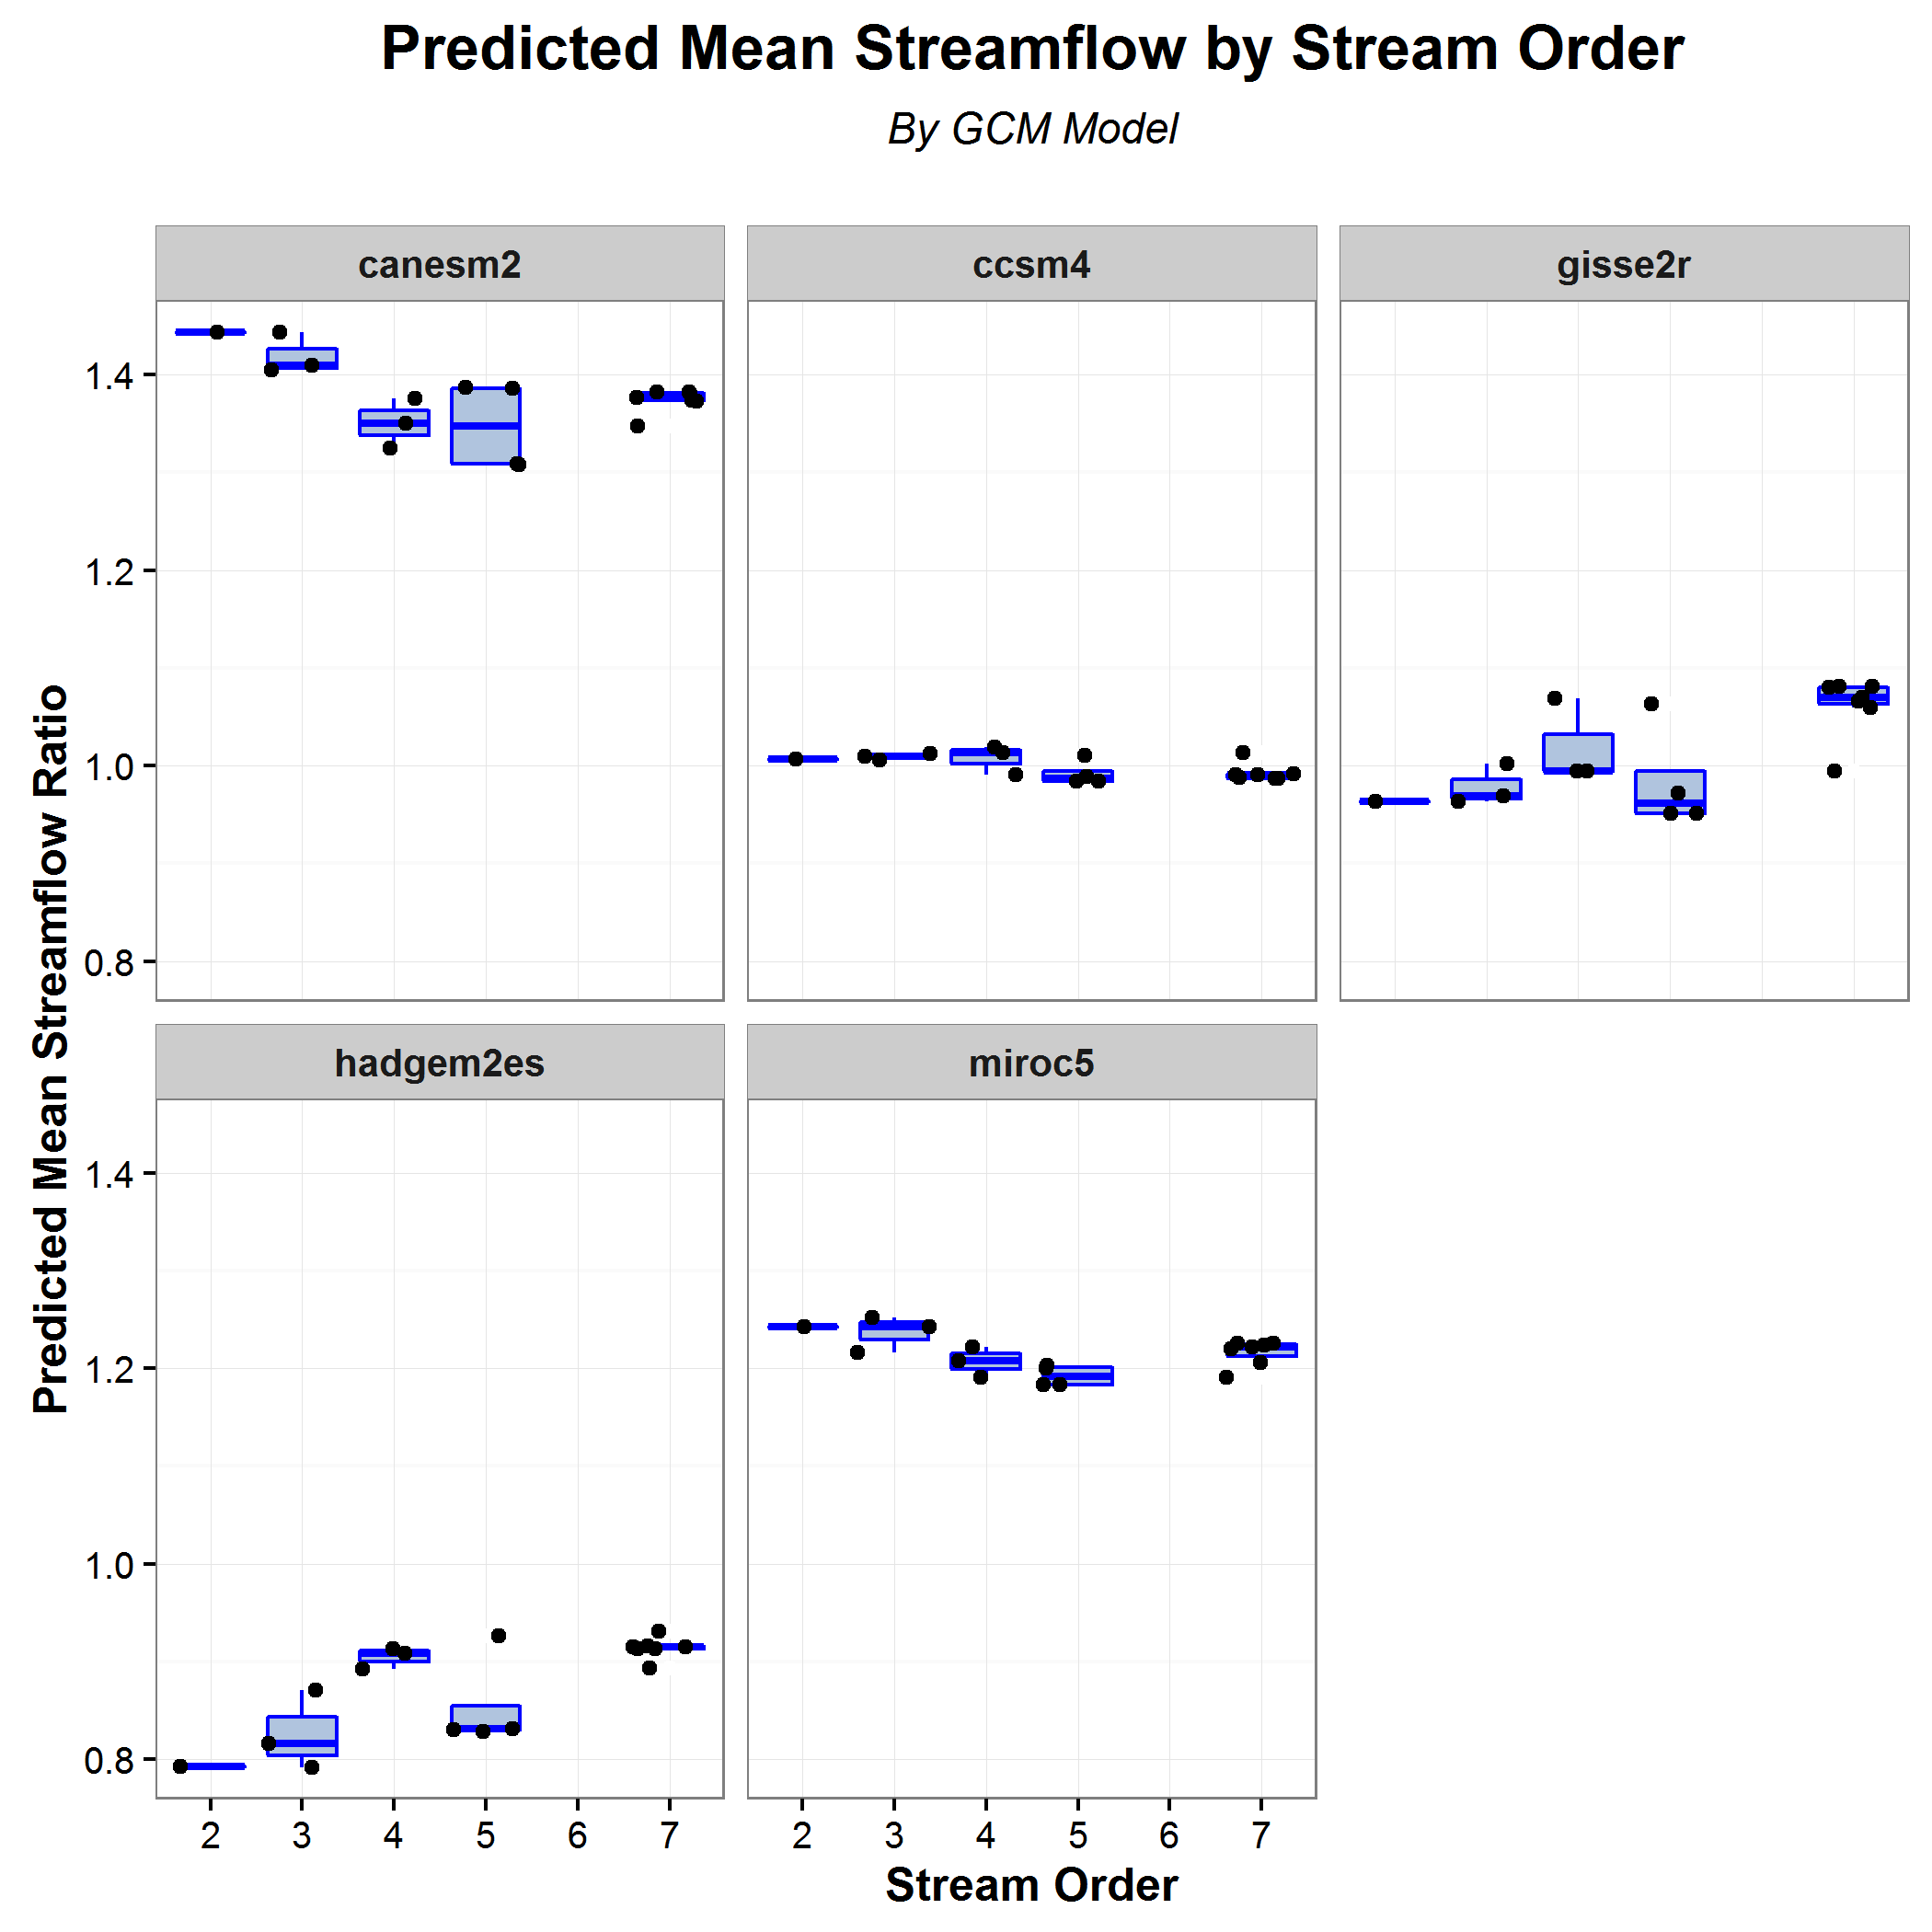 Predicted Mean Streamflow by Stream Order
By GCM Model
canesm2
ccsm4
gisse2r
1.4
1.2
1.0
0.8
Predicted Mean Streamflow Ratio
hadgem2es
miroc5
1.4
1.2
1.0
0.8
2 3 4 5 6 7
2 3 4 5 6 7
Stream Order